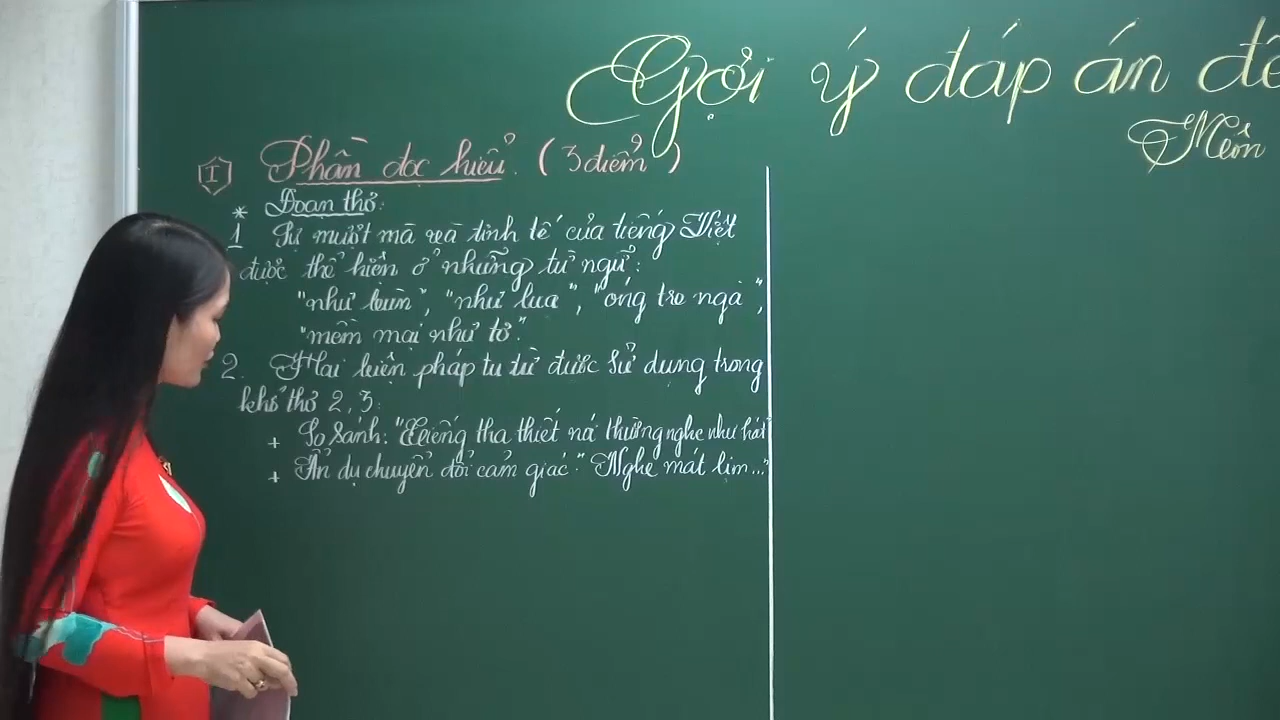 Gợi ý đáp án đề
Môn
I Phần đọc hiểu. (3 điểm)
* Đoạn thơ:
1 Sự mượt mà và tinh tế của tiếng Việt
được thể hiện ở những từ ngữ:
"như bùn", "như lụa", "óng tre ngà",
"mềm mại như tơ".
2. Hai biện pháp tu từ được sử dụng trong
khổ thơ 2, 3:
+ So sánh: "tiếng tha thiết nói thường nghe như hát"
+ Ẩn dụ chuyển đổi cảm giác: "Nghe mát lịm..."